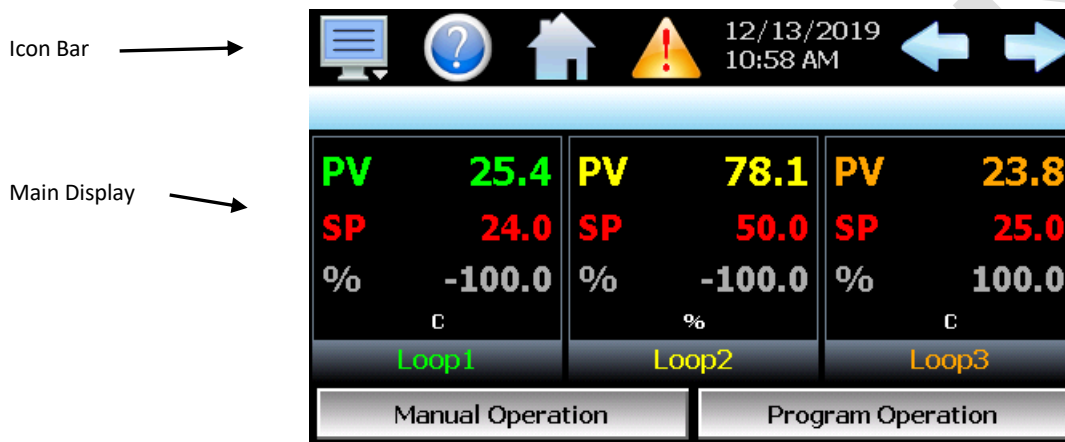 Icon Bar
12/13/2019
10:58 AM
Main Display
PV 25.4 PV 78.1 PV 23.8
SP 24.0 SP 50.0 SP 25.0
% -100.0 % -100.0 % 100.0
C % C
Loop1 Loop2 Loop3
Manual Operation Program Operation